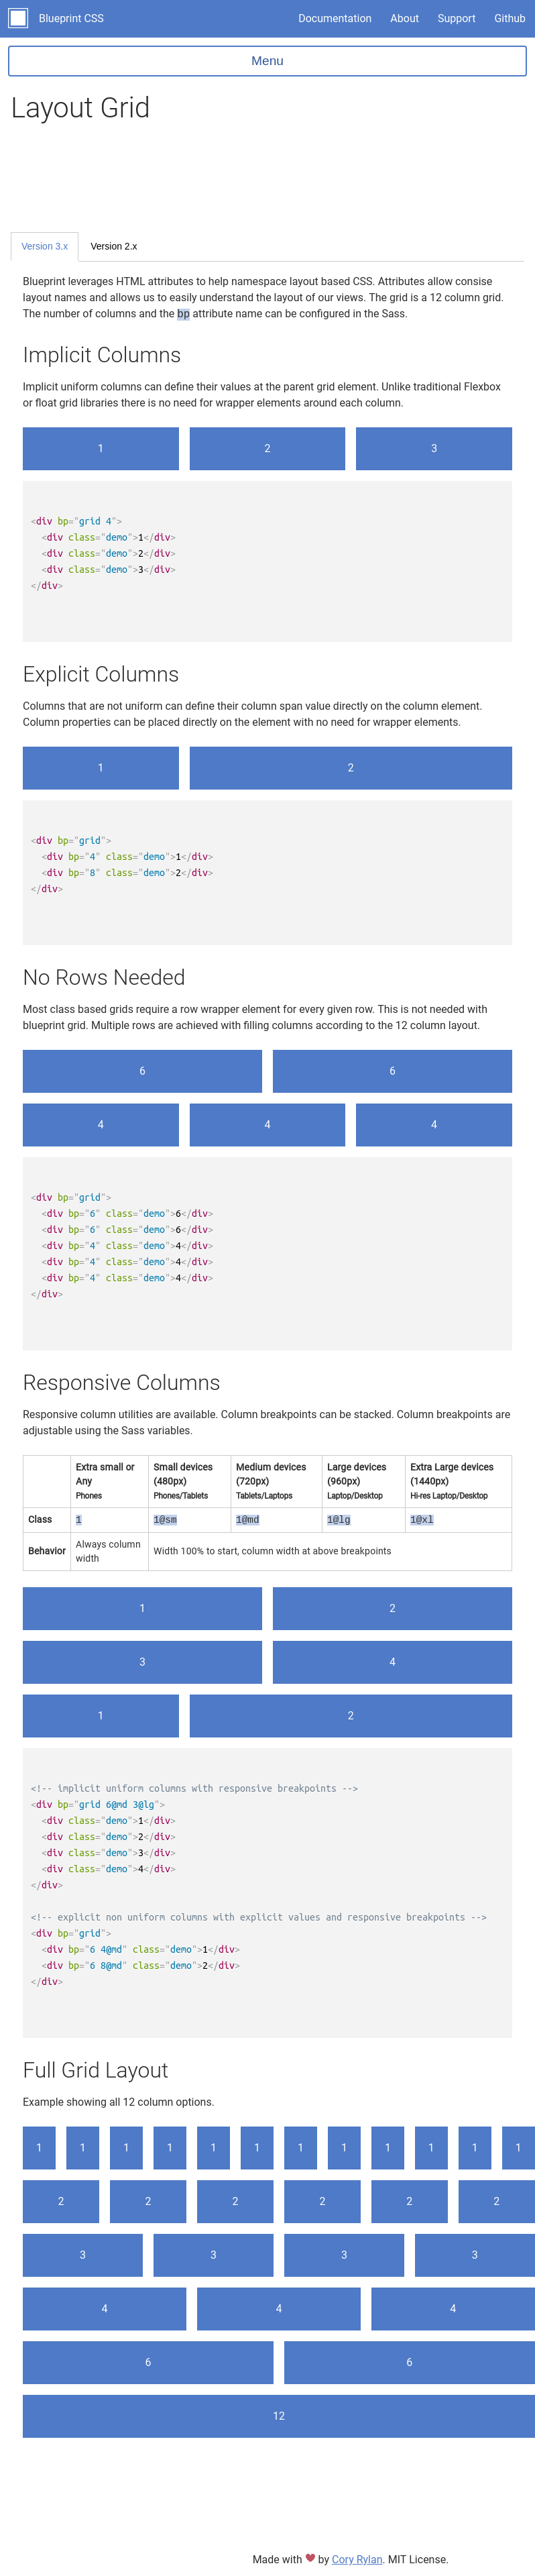 Blueprint CSS Documentation About Support Github
Menu
Layout Grid
Version 3.x Version 2.x
Blueprint leverages HTML attributes to help namespace layout based CSS. Attributes allow consise
layout names and allows us to easily understand the layout of our views. The grid is a 12 column grid.
The number of columns and the bp attribute name can be configured in the Sass.
Implicit Columns
Implicit uniform columns can define their values at the parent grid element. Unlike traditional Flexbox
or float grid libraries there is no need for wrapper elements around each column.
1 2 3
<div bp="grid 4">
  <div class="demo">1</div>
  <div class="demo">2</div>
  <div class="demo">3</div>
</div>
Explicit Columns
Columns that are not uniform can define their column span value directly on the column element.
Column properties can be placed directly on the element with no need for wrapper elements.
1 2
<div bp="grid">
  <div bp="4" class="demo">1</div>
  <div bp="8" class="demo">2</div>
</div>
No Rows Needed
Most class based grids require a row wrapper element for every given row. This is not needed with
blueprint grid. Multiple rows are achieved with filling columns according to the 12 column layout.
6 6
4 4 4
<div bp="grid">
  <div bp="6" class="demo">6</div>
  <div bp="6" class="demo">6</div>
  <div bp="4" class="demo">4</div>
  <div bp="4" class="demo">4</div>
  <div bp="4" class="demo">4</div>
</div>
Responsive Columns
Responsive column utilities are available. Column breakpoints can be stacked. Column breakpoints are
adjustable using the Sass variables.
Extra small or Any Phones
Small devices (480px) Phones/Tablets
Medium devices (720px) Tablets/Laptops
Large devices (960px) Laptop/Desktop
Extra Large devices (1440px) Hi-res Laptop/Desktop
Class 1 1@sm 1@md 1@lg 1@xl
Behavior Always column width Width 100% to start, column width at above breakpoints
1 2
3 4
1 2
<!-- implicit uniform columns with responsive breakpoints -->
<div bp="grid 6@md 3@lg">
  <div class="demo">1</div>
  <div class="demo">2</div>
  <div class="demo">3</div>
  <div class="demo">4</div>
</div>
<!-- explicit non uniform columns with explicit values and responsive breakpoints -->
<div bp="grid">
  <div bp="6 4@md" class="demo">1</div>
  <div bp="6 8@md" class="demo">2</div>
</div>
Full Grid Layout
Example showing all 12 column options.
1 1 1 1 1 1 1 1 1 1 1 1
2 2 2 2 2 2
3 3 3 3
4 4 4
6 6
12
Made with ❤ by Cory Rylan. MIT License.